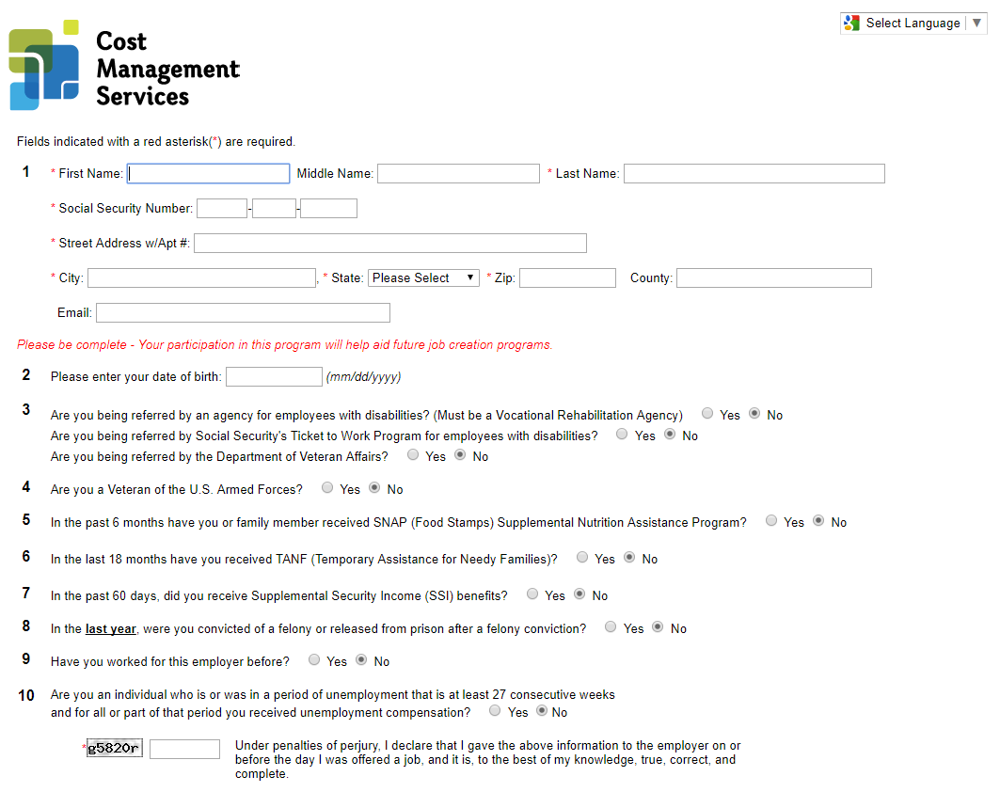 Select Language ▼
Cost
Management
Services
Fields indicated with a red asterisk(*) are required.
1 * First Name: Middle Name: * Last Name:
* Social Security Number: - -
* Street Address w/Apt #:
* City: , * State: Please Select ▼ * Zip: County:
Email:
Please be complete - Your participation in this program will help aid future job creation programs.
2 Please enter your date of birth: (mm/dd/yyyy)
3 Are you being referred by an agency for employees with disabilities? (Must be a Vocational Rehabilitation Agency) Yes No
Are you being referred by Social Security's Ticket to Work Program for employees with disabilities? Yes No
Are you being referred by the Department of Veteran Affairs? Yes No
4 Are you a Veteran of the U.S. Armed Forces? Yes No
5 In the past 6 months have you or family member received SNAP (Food Stamps) Supplemental Nutrition Assistance Program? Yes No
6 In the last 18 months have you received TANF (Temporary Assistance for Needy Families)? Yes No
7 In the past 60 days, did you receive Supplemental Security Income (SSI) benefits? Yes No
8 In the last year, were you convicted of a felony or released from prison after a felony conviction? Yes No
9 Have you worked for this employer before? Yes No
10 Are you an individual who is or was in a period of unemployment that is at least 27 consecutive weeks
and for all or part of that period you received unemployment compensation? Yes No
*g5820r Under penalties of perjury, I declare that I gave the above information to the employer on or
before the day I was offered a job, and it is, to the best of my knowledge, true, correct, and
complete.